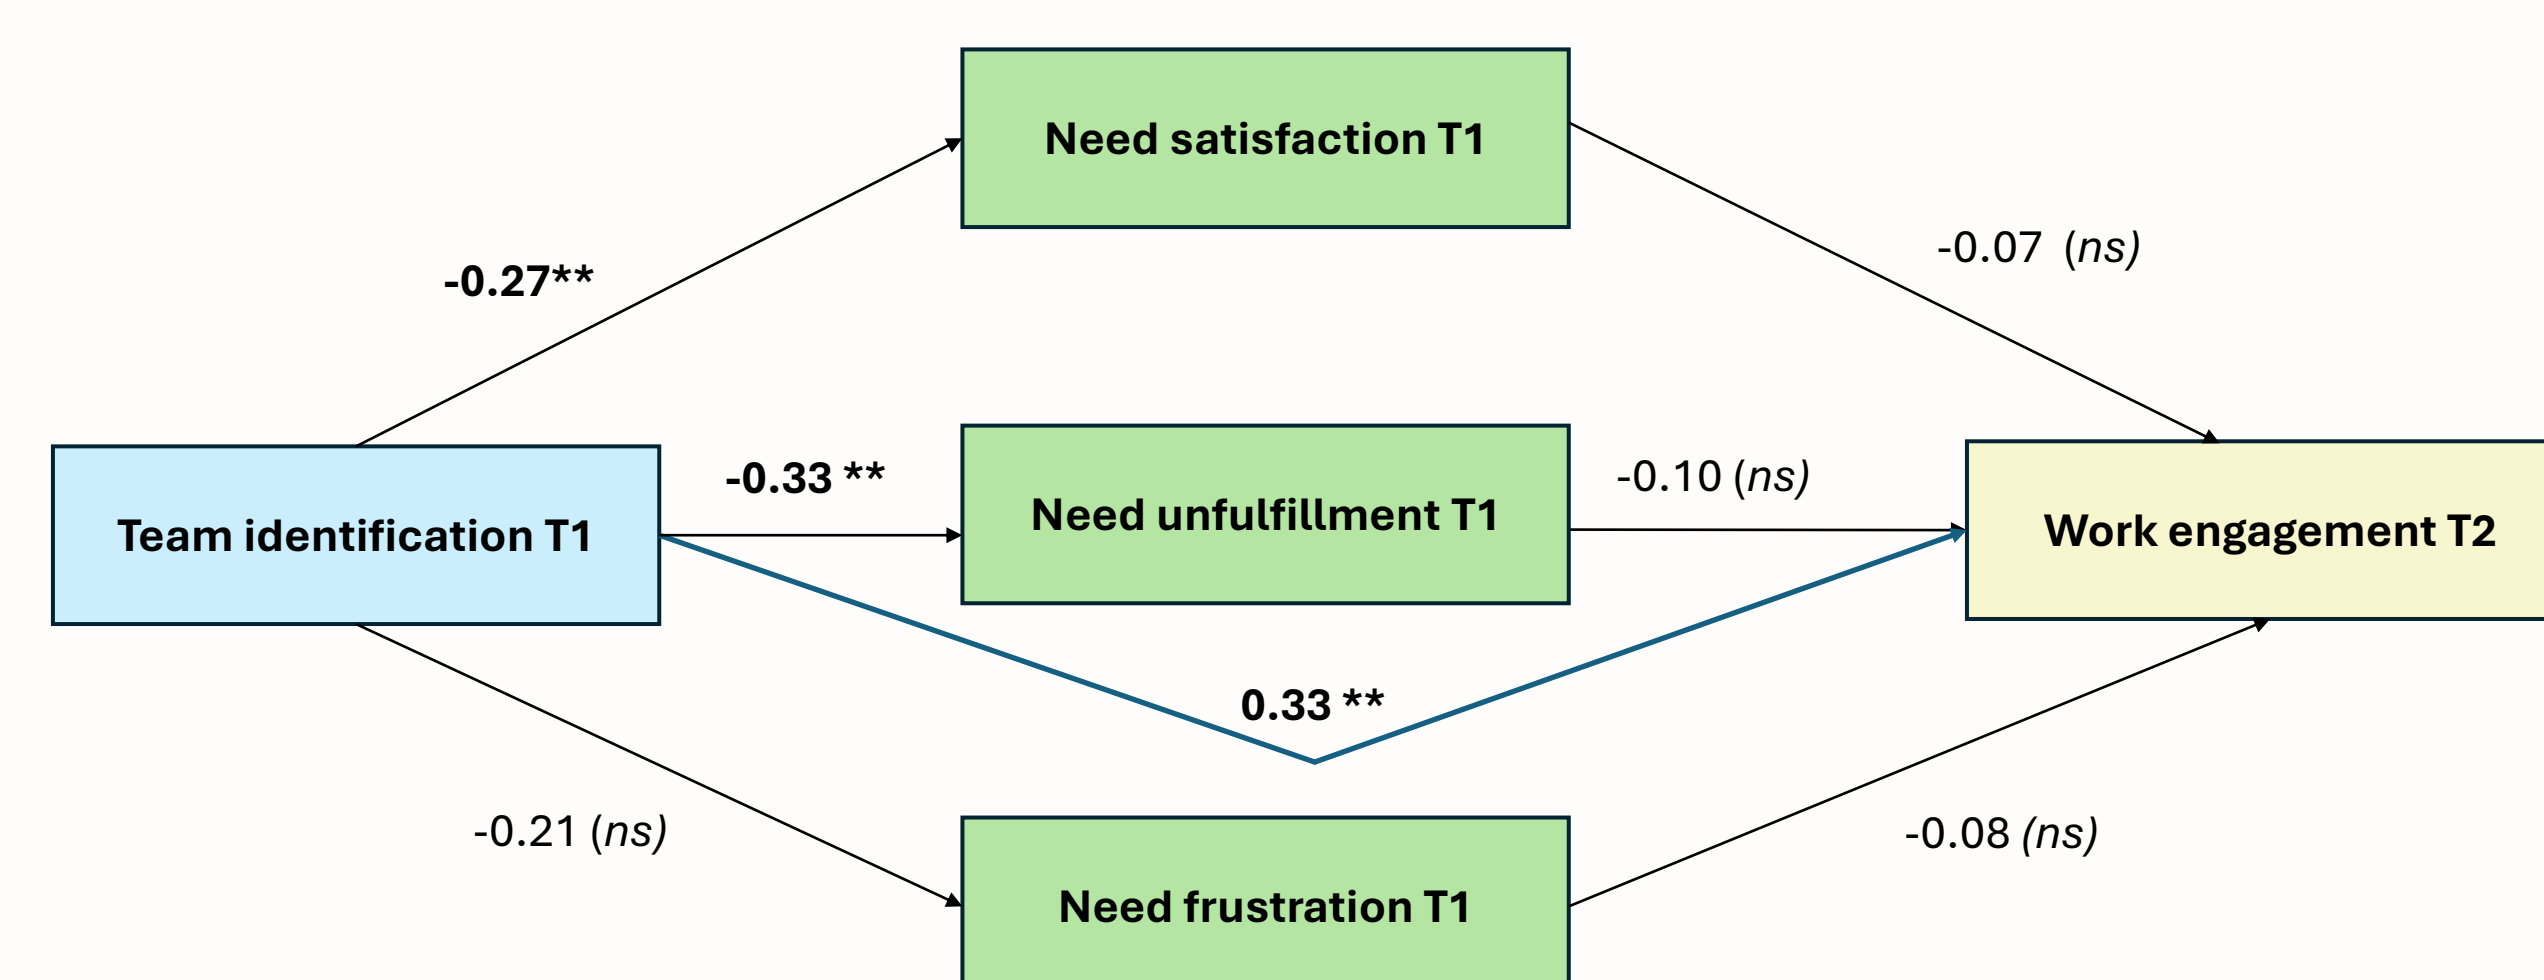 Need satisfaction T1
-0.07 (ns)
-0.27**
-0.33 **
-0.10 (ns)
Need unfulfillment T1
Team identification T1
Work engagement T2
0.33 **
-0.21 (ns)
-0.08 (ns)
Need frustration T1